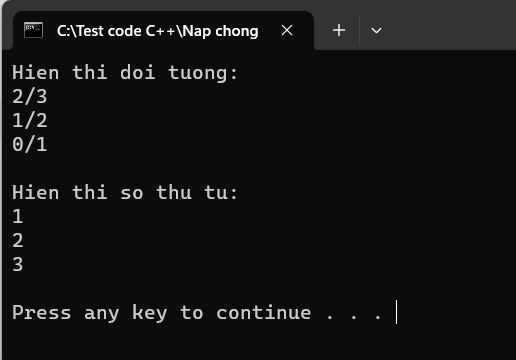 C:\Test code C++\Nap chong
Hien thi doi tuong:
2/3
1/2
0/1
Hien thi so thu tu:
1
2
3
Press any key to continue . . .